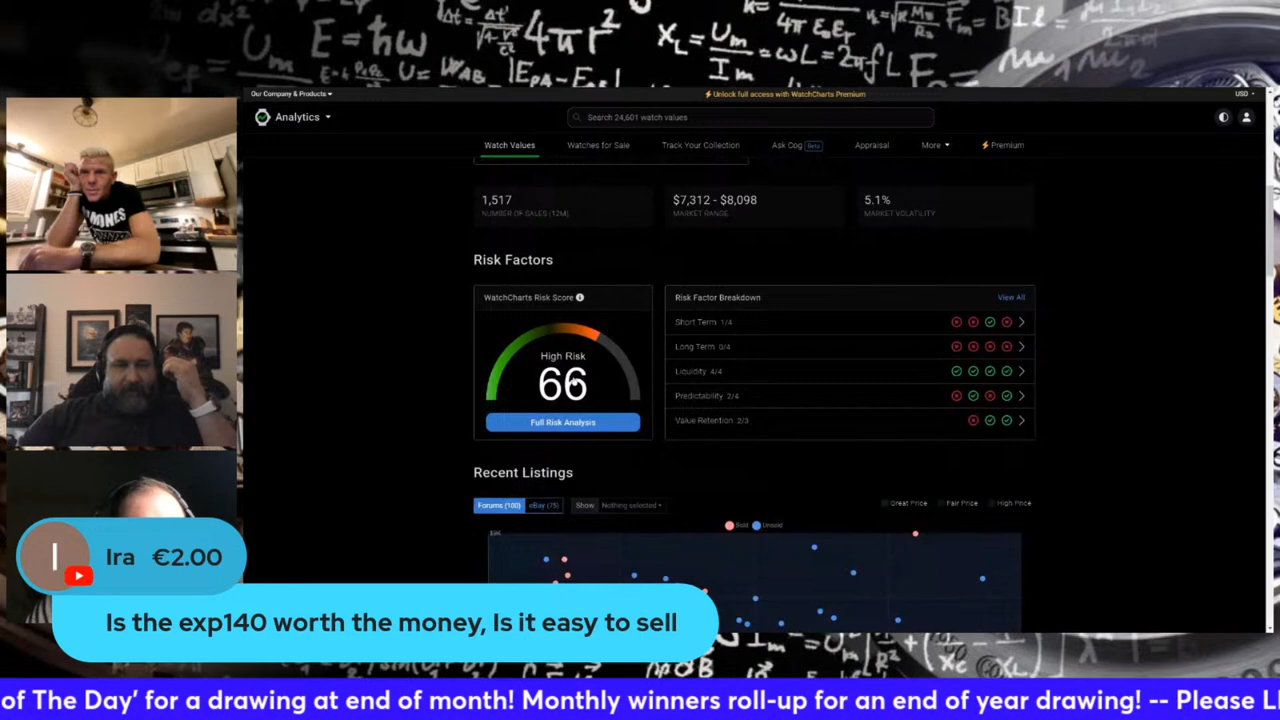 Our Company & Products
Unlock full access with WatchCharts Premium
USD
Analytics
Search 24,601 watch values
Watch Values
Watches for Sale
Track Your Collection
Ask Cog Beta
Appraisal
More
Premium
1,517
NUMBER OF SALES (12M)
$7,312 - $8,098
MARKET RANGE
5.1%
MARKET VOLATILITY
Risk Factors
WatchCharts Risk Score
High Risk
66
Full Risk Analysis
Risk Factor Breakdown
View All
Short Term 1/4
Long Term 0/4
Liquidity 4/4
Predictability 2/4
Value Retention 2/3
Recent Listings
Forums (100)
eBay (75)
Show
Nothing selected
Great Price
Fair Price
High Price
Sold
Unsold
$9K
I
Ira €2.00
Is the exp140 worth the money, Is it easy to sell
of The Day' for a drawing at end of month! Monthly winners roll-up for an end of year drawing! -- Please Li
E=ħω
4πr²